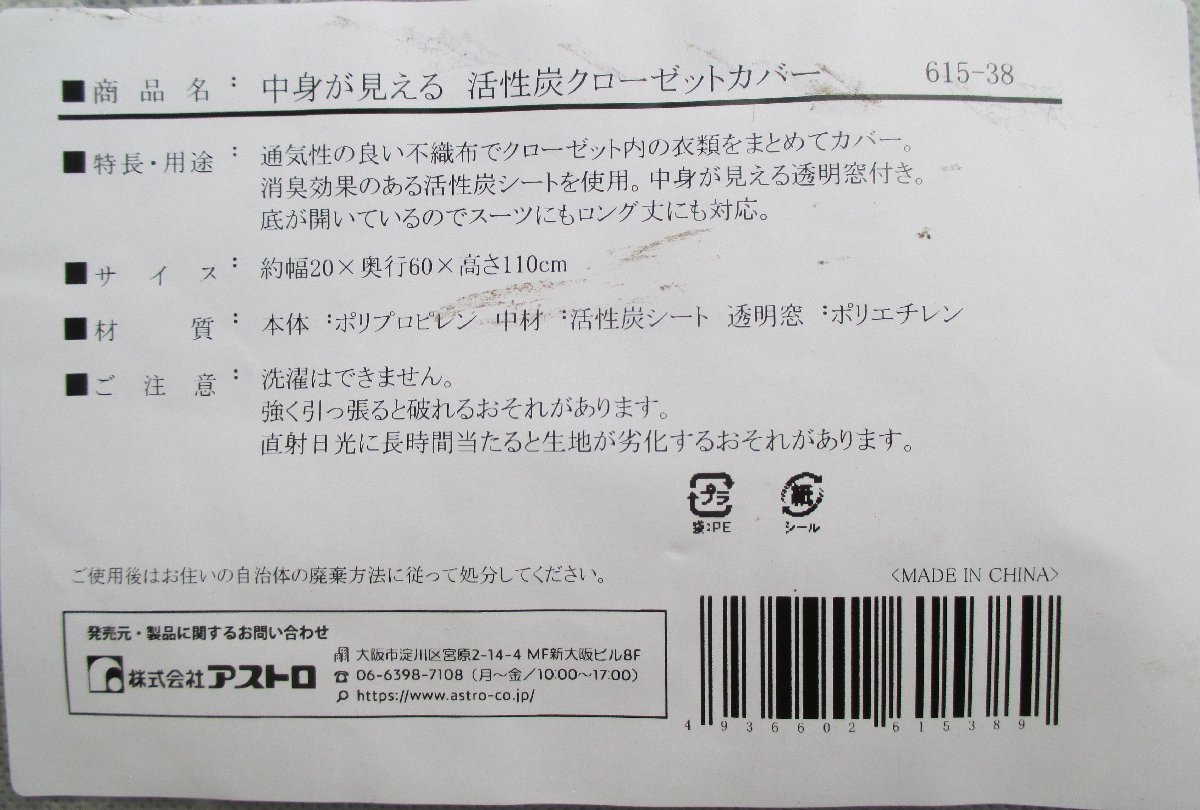 ■商品名： 中身が見える 活性炭クローゼットカバー 615-38
■特長・用途： 通気性の良い不織布でクローゼット内の衣類をまとめてカバー。
消臭効果のある活性炭シートを使用。中身が見える透明窓付き。
底が開いているのでスーツにもロング丈にも対応。
■サイズ： 約幅20×奥行60×高さ110cm
■材質： 本体：ポリプロピレン 中材：活性炭シート 透明窓：ポリエチレン
■ご注意： 洗濯はできません。
強く引っ張ると破れるおそれがあります。
直射日光に長時間当たると生地が劣化するおそれがあります。
プラ 紙
袋:PE シール
ご使用後はお住いの自治体の廃棄方法に従って処分してください。
<MADE IN CHINA>
発売元・製品に関するお問い合わせ
株式会社アストロ
大阪市淀川区宮原2-14-4 MF新大阪ビル8F
06-6398-7108（月～金／10:00～17:00）
https://www.astro-co.jp/
4936602615389